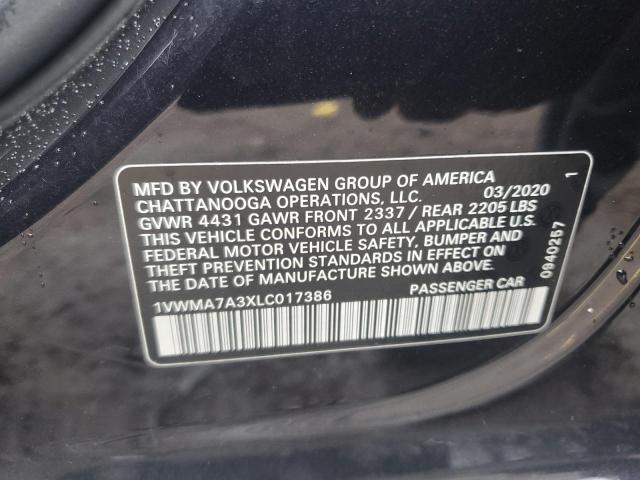 MFD BY VOLKSWAGEN GROUP OF AMERICA
CHATTANOOGA OPERATIONS, LLC. 03/2020
GVWR 4431 GAWR FRONT 2337 / REAR 2205 LBS
THIS VEHICLE CONFORMS TO ALL APPLICABLE U.S.
FEDERAL MOTOR VEHICLE SAFETY, BUMPER AND
THEFT PREVENTION STANDARDS IN EFFECT ON
THE DATE OF MANUFACTURE SHOWN ABOVE.
1VWMA7A3XLC017386 PASSENGER CAR
0940257
1